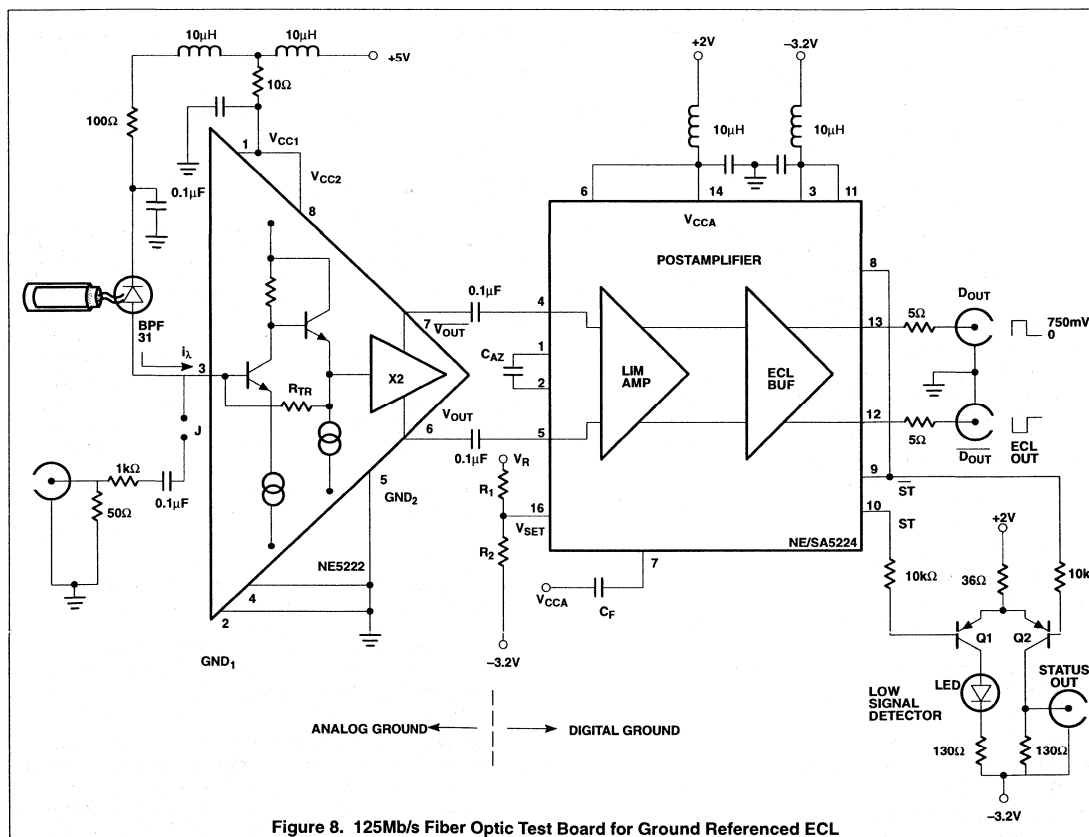 10μH
10μH
+5V
10Ω
100Ω
0.1μF
1
VCC1
VCC2
8
BPF
31
iλ
3
RTR
X2
7
V̅O̅U̅T̅
VOUT
6
0.1μF
0.1μF
J
1kΩ
0.1μF
50Ω
5
GND2
NE5222
4
2
GND1
+2V
–3.2V
10μH
10μH
6
14
3
11
VCCA
POSTAMPLIFIER
4
1
CAZ
2
5
LIM
AMP
ECL
BUF
8
13
5Ω
DOUT
750mV
0
12
5Ω
D̅O̅U̅T̅
ECL
OUT
9
S̅T̅
10
ST
VR
R1
16
VSET
R2
–3.2V
NE/SA5224
7
VCCA
CF
10kΩ
+2V
36Ω
10k
Q1
Q2
LED
LOW
SIGNAL
DETECTOR
STATUS
OUT
130Ω
130Ω
–3.2V
ANALOG GROUND
DIGITAL GROUND
Figure 8. 125Mb/s Fiber Optic Test Board for Ground Referenced ECL